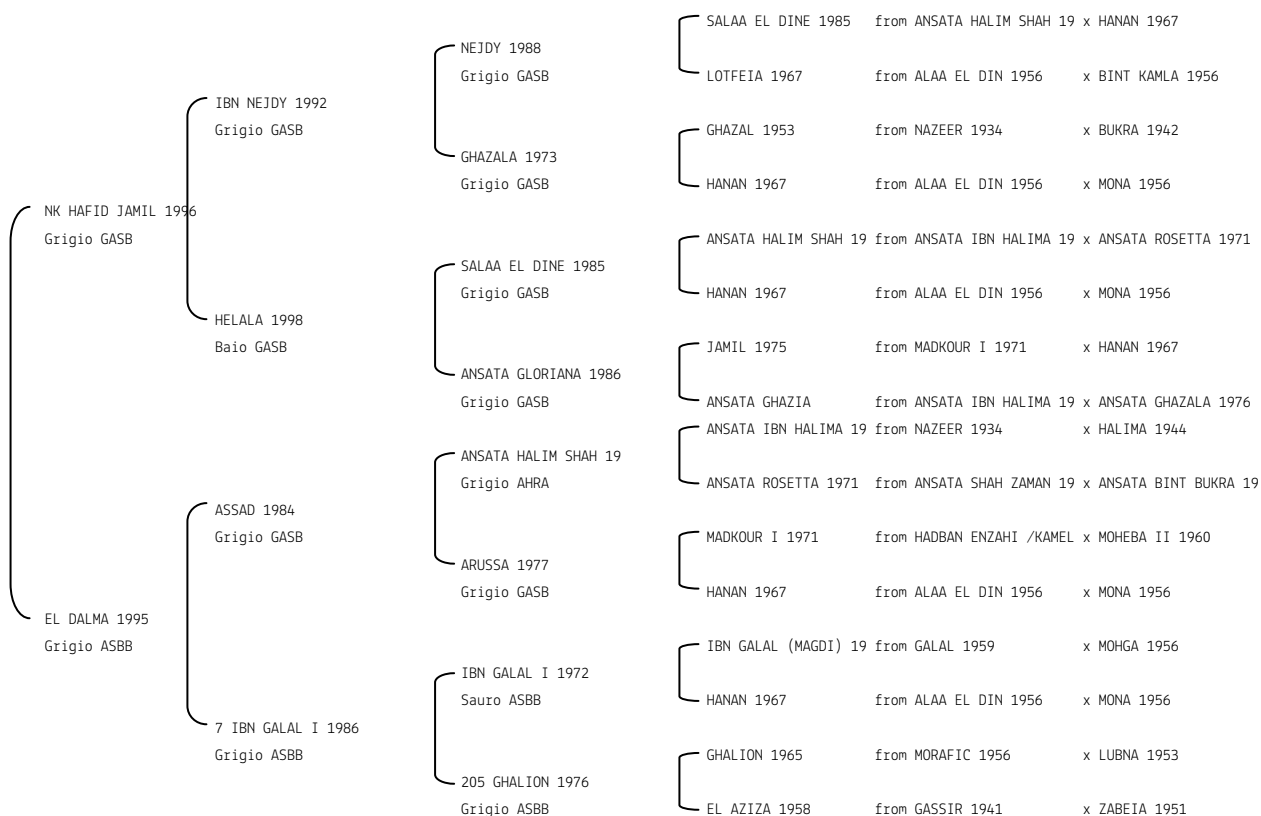 SALAA EL DINE 1985 from ANSATA HALIM SHAH 19 x HANAN 1967
NEJDY 1988
Grigio GASB
LOTFEIA 1967 from ALAA EL DIN 1956 x BINT KAMLA 1956
IBN NEJDY 1992
Grigio GASB
GHAZAL 1953 from NAZEER 1934 x BUKRA 1942
GHAZALA 1973
Grigio GASB
HANAN 1967 from ALAA EL DIN 1956 x MONA 1956
NK HAFID JAMIL 1996
Grigio GASB
ANSATA HALIM SHAH 19 from ANSATA IBN HALIMA 19 x ANSATA ROSETTA 1971
SALAA EL DINE 1985
Grigio GASB
HANAN 1967 from ALAA EL DIN 1956 x MONA 1956
HELALA 1998
Baio GASB
JAMIL 1975 from MADKOUR I 1971 x HANAN 1967
ANSATA GLORIANA 1986
Grigio GASB
ANSATA GHAZIA from ANSATA IBN HALIMA 19 x ANSATA GHAZALA 1976
ANSATA IBN HALIMA 19 from NAZEER 1934 x HALIMA 1944
ANSATA HALIM SHAH 19
Grigio AHRA
ANSATA ROSETTA 1971 from ANSATA SHAH ZAMAN 19 x ANSATA BINT BUKRA 19
ASSAD 1984
Grigio GASB
MADKOUR I 1971 from HADBAN ENZAHI /KAMEL x MOHEBA II 1960
ARUSSA 1977
Grigio GASB
HANAN 1967 from ALAA EL DIN 1956 x MONA 1956
EL DALMA 1995
Grigio ASBB
IBN GALAL (MAGDI) 19 from GALAL 1959 x MOHGA 1956
IBN GALAL I 1972
Sauro ASBB
HANAN 1967 from ALAA EL DIN 1956 x MONA 1956
7 IBN GALAL I 1986
Grigio ASBB
GHALION 1965 from MORAFIC 1956 x LUBNA 1953
205 GHALION 1976
Grigio ASBB
EL AZIZA 1958 from GASSIR 1941 x ZABEIA 1951